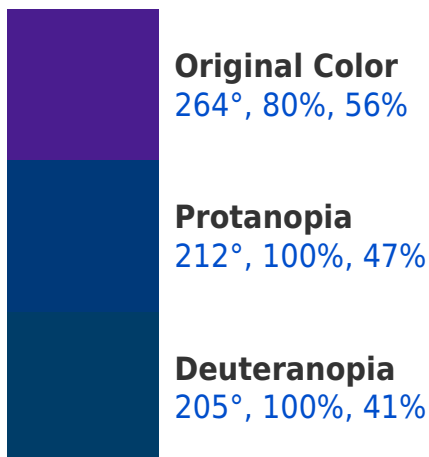 Original Color
264°, 80%, 56%
Protanopia
212°, 100%, 47%
Deuteranopia
205°, 100%, 41%